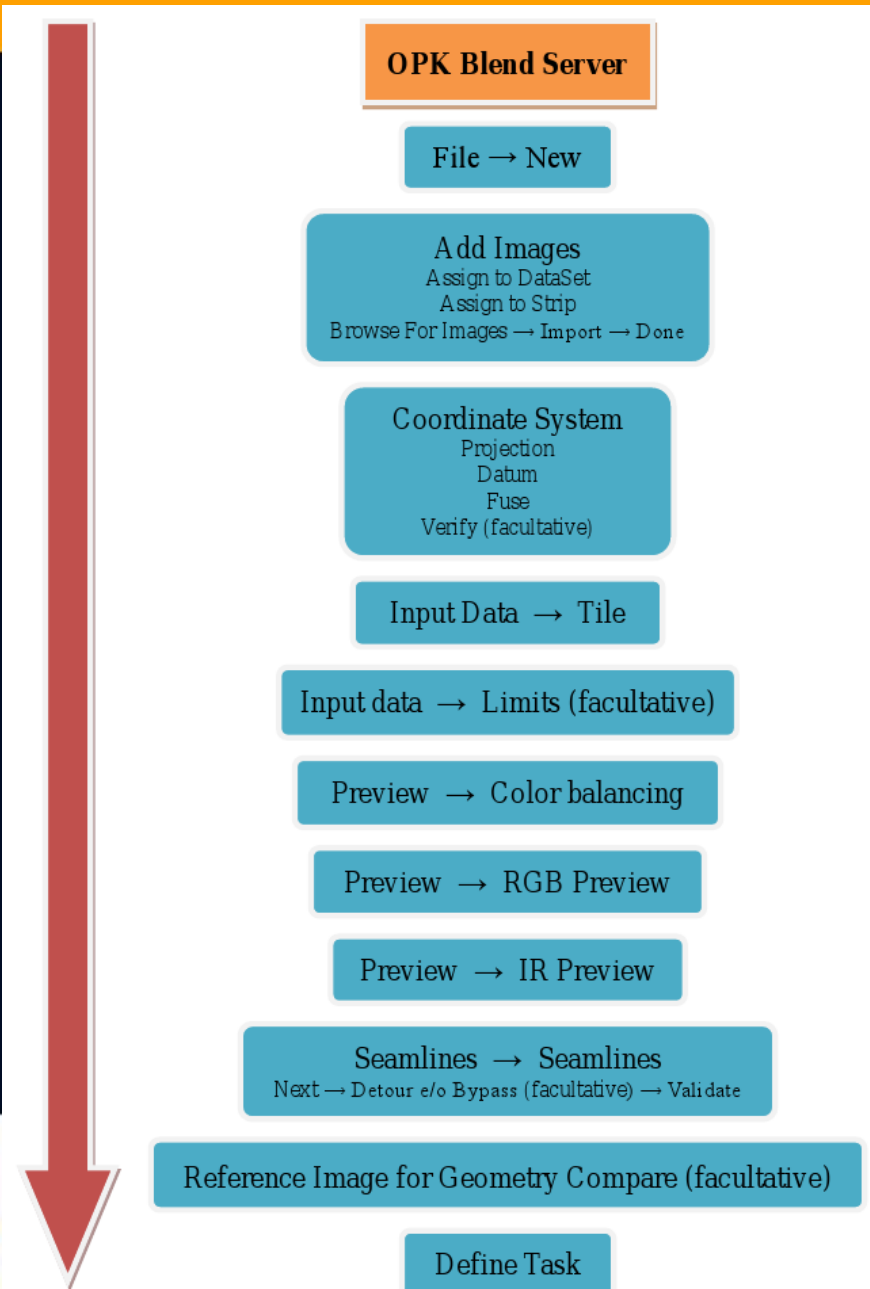 OPK Blend Server
File → New
Add Images
Assign to DataSet
Assign to Strip
Browse For Images → Import → Done
Coordinate System
Projection
Datum
Fuse
Verify (facultative)
Input Data → Tile
Input data → Limits (facultative)
Preview → Color balancing
Preview → RGB Preview
Preview → IR Preview
Seamlines → Seamlines
Next → Detour e/o Bypass (facultative) → Validate
Reference Image for Geometry Compare (facultative)
Define Task